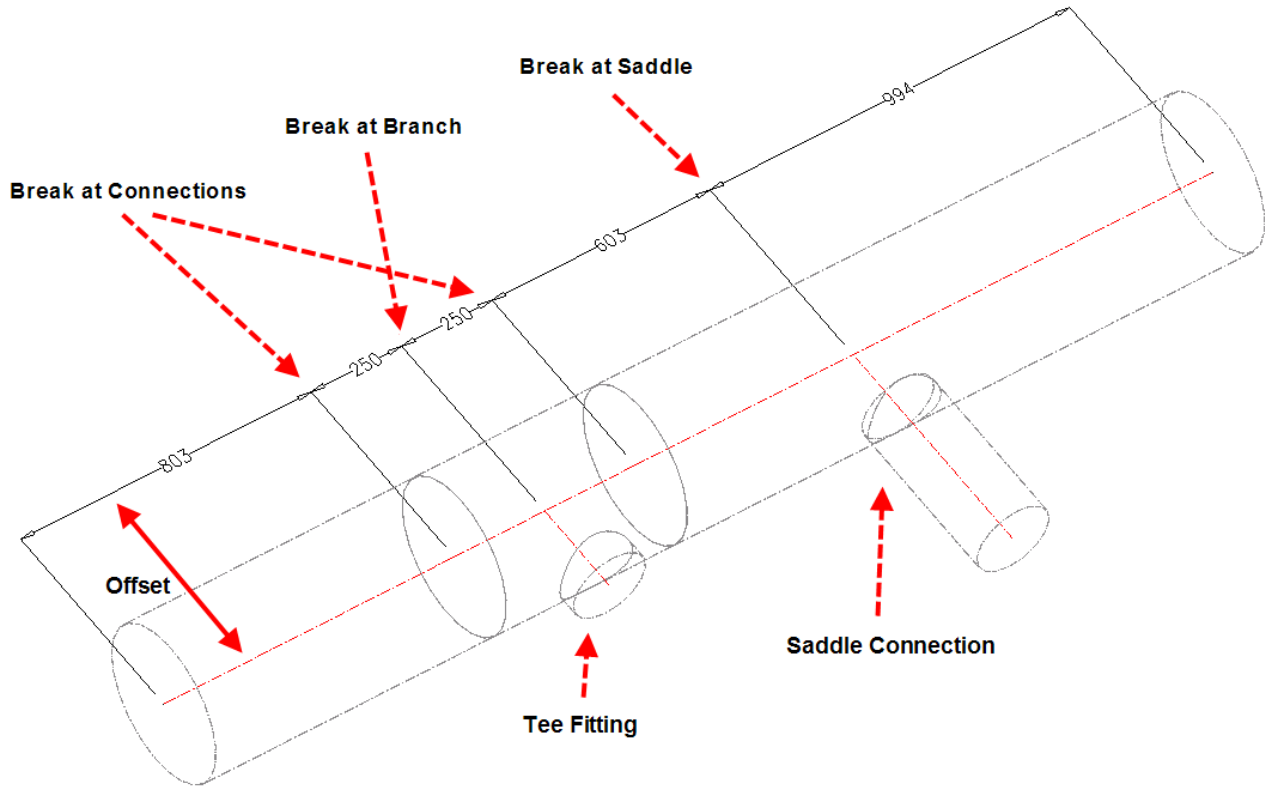 Break at Saddle
994
Break at Branch
Break at Connections
603
250
250
803
Offset
Saddle Connection
Tee Fitting